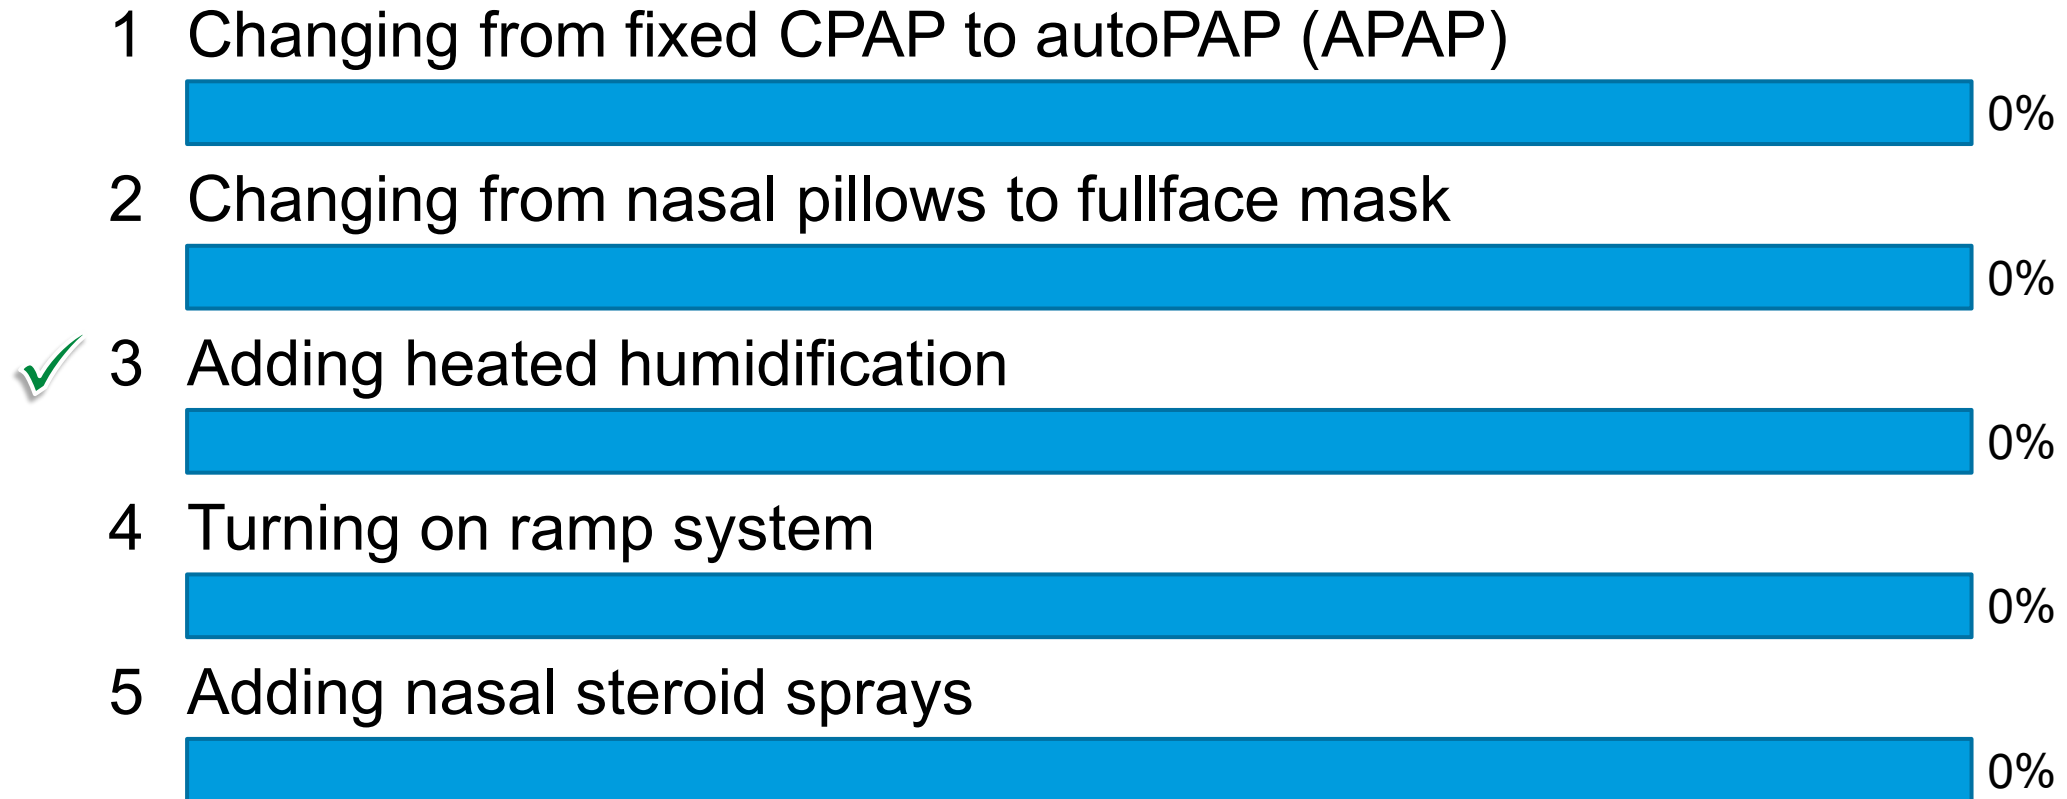 1 Changing from fixed CPAP to autoPAP (APAP)
0%
2 Changing from nasal pillows to fullface mask
0%
3 Adding heated humidification
0%
4 Turning on ramp system
0%
5 Adding nasal steroid sprays
0%